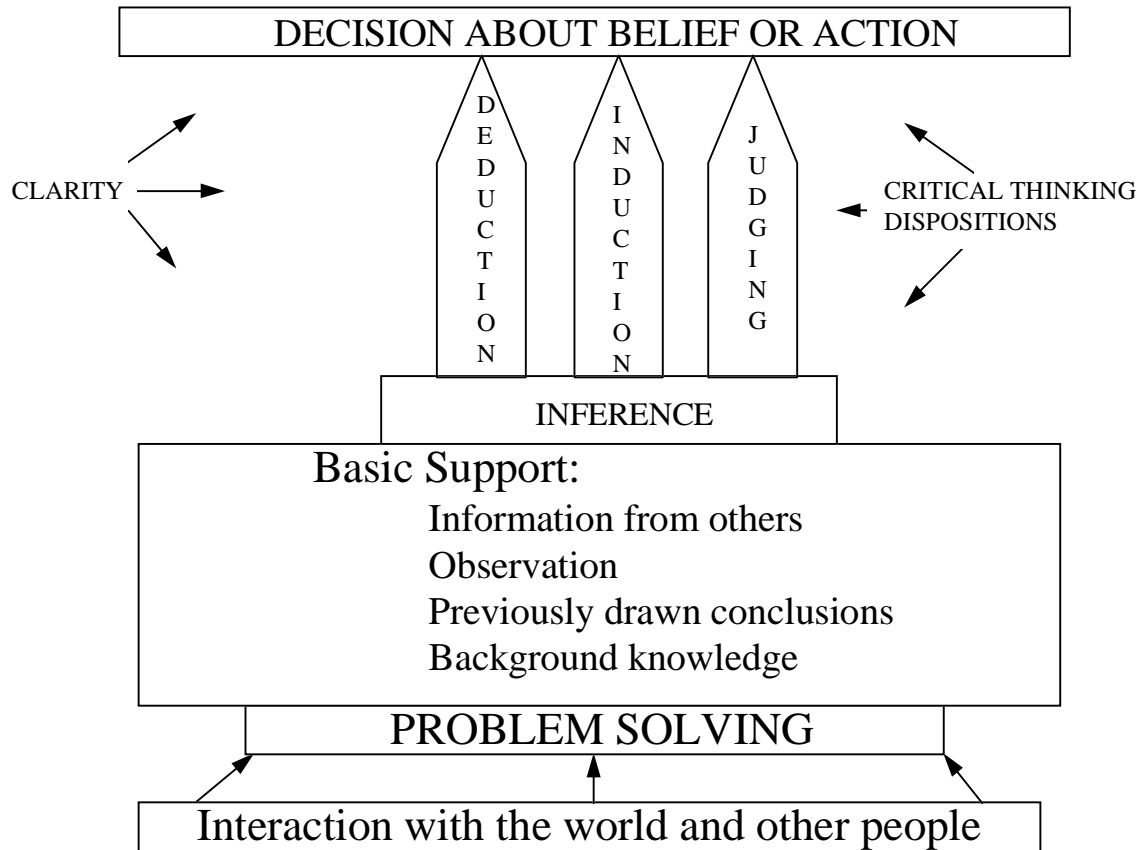 DECISION ABOUT BELIEF OR ACTION
DEDUCTION
INDUCTION
JUDGING
CLARITY
CRITICAL THINKING
DISPOSITIONS
INFERENCE
Basic Support:
Information from others
Observation
Previously drawn conclusions
Background knowledge
PROBLEM SOLVING
Interaction with the world and other people